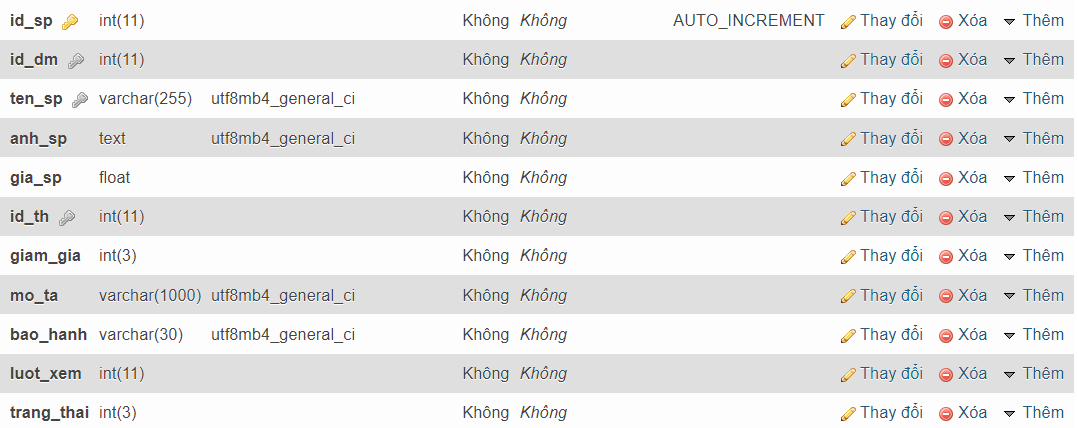 id_sp int(11) Không Không AUTO_INCREMENT Thay đổi Xóa Thêm
id_dm int(11) Không Không Thay đổi Xóa Thêm
ten_sp varchar(255) utf8mb4_general_ci Không Không Thay đổi Xóa Thêm
anh_sp text utf8mb4_general_ci Không Không Thay đổi Xóa Thêm
gia_sp float Không Không Thay đổi Xóa Thêm
id_th int(11) Không Không Thay đổi Xóa Thêm
giam_gia int(3) Không Không Thay đổi Xóa Thêm
mo_ta varchar(1000) utf8mb4_general_ci Không Không Thay đổi Xóa Thêm
bao_hanh varchar(30) utf8mb4_general_ci Không Không Thay đổi Xóa Thêm
luot_xem int(11) Không Không Thay đổi Xóa Thêm
trang_thai int(3) Không Không Thay đổi Xóa Thêm